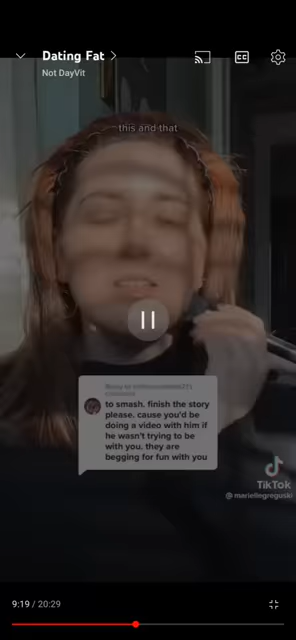 Dating Fat
Not DayVit
this and that
to smash. finish the story
please. cause you'd be
doing a video with him if
he wasn't trying to be
with you. they are
begging for fun with you
TikTok
@mariellegreguski
9:19 / 20:29